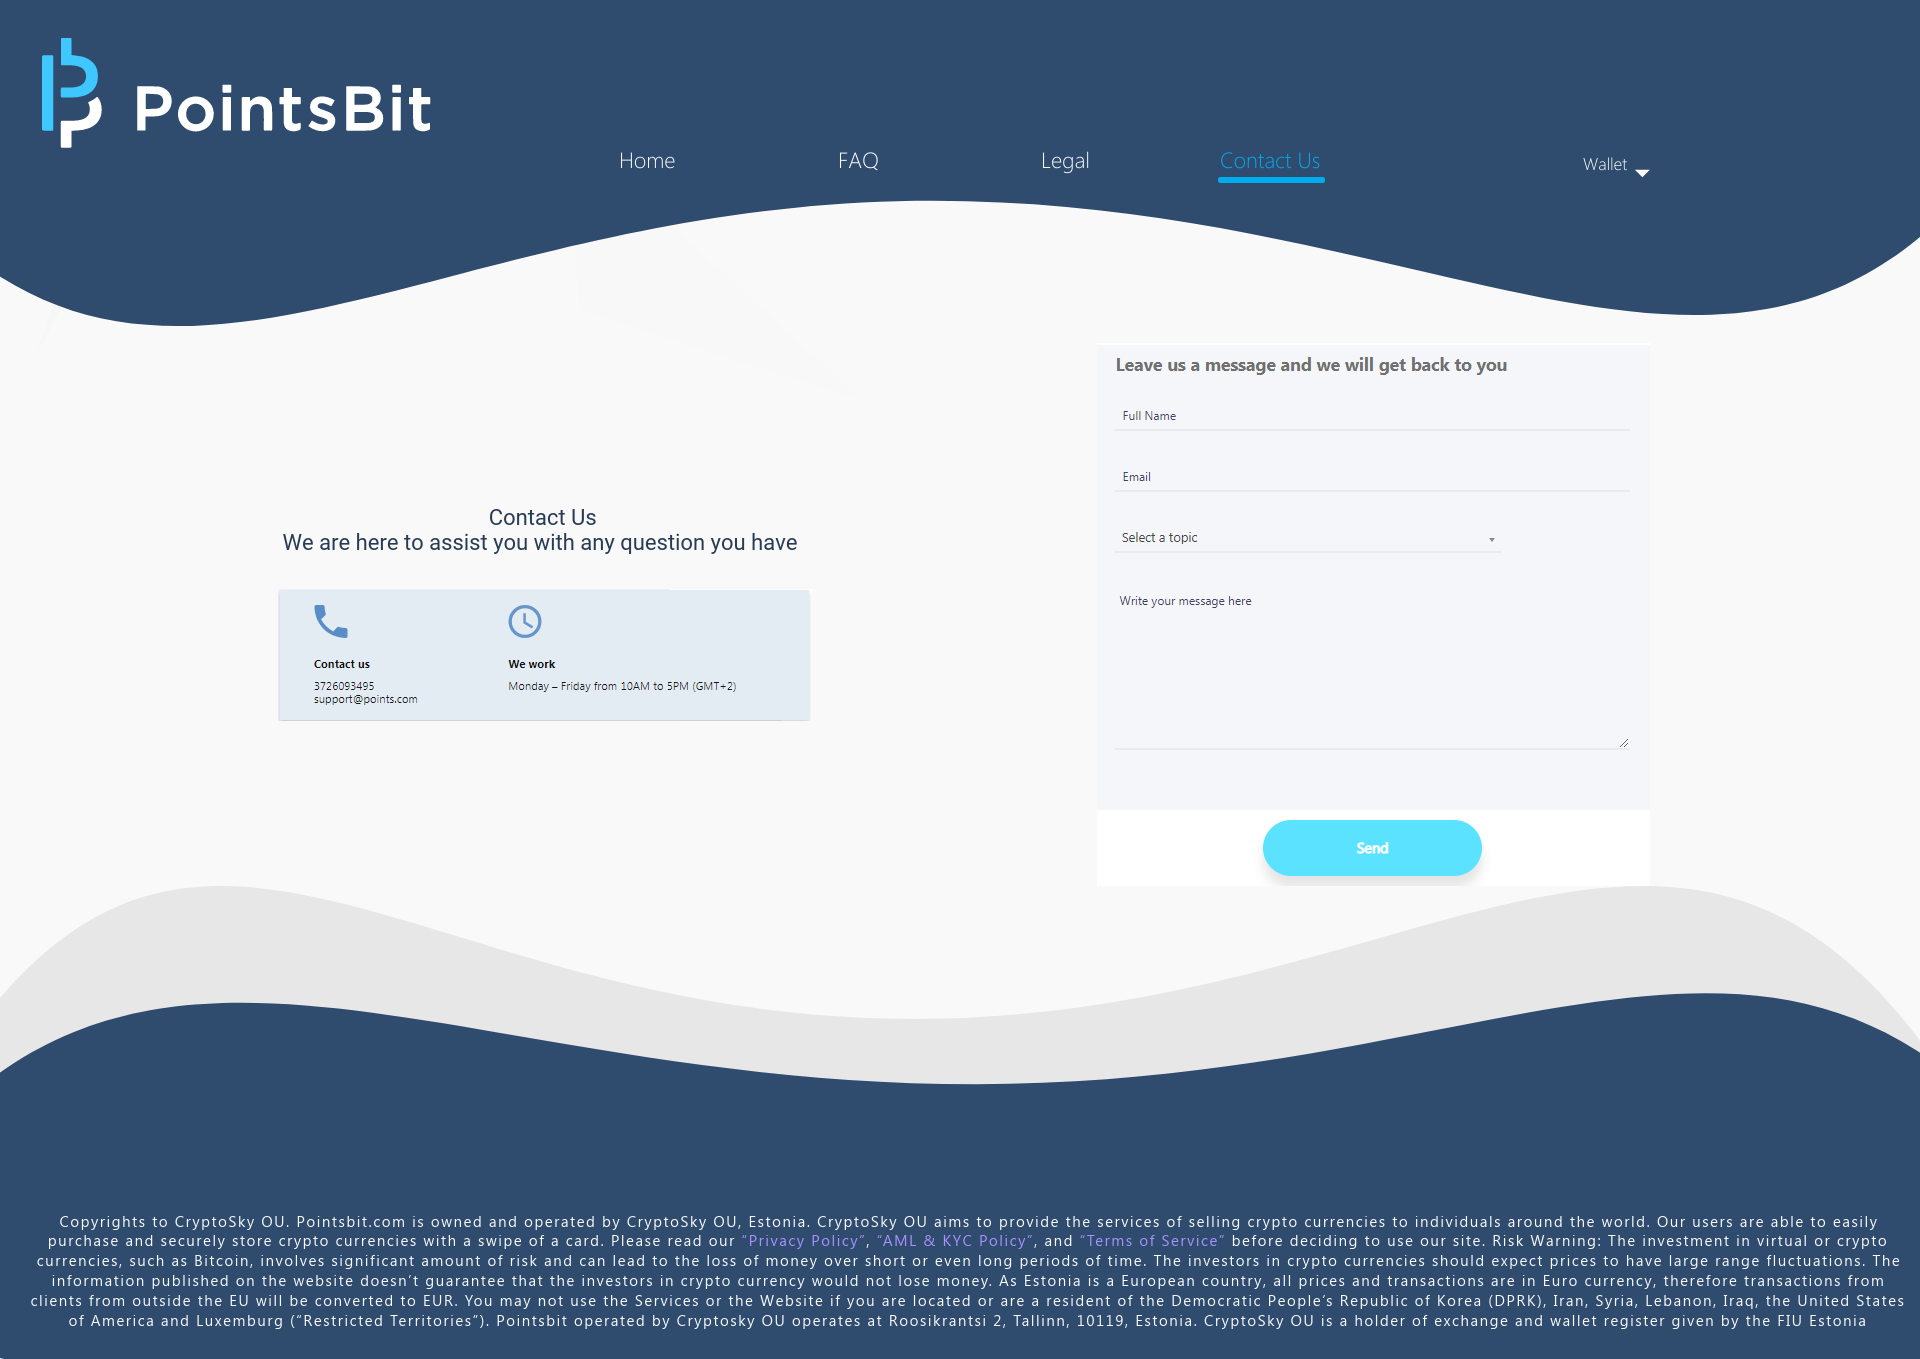 PointsBit
Home
FAQ
Legal
Contact Us
Wallet
Contact Us
We are here to assist you with any question you have
Contact us
3726093495
support@points.com
We work
Monday – Friday from 10AM to 5PM (GMT+2)
Leave us a message and we will get back to you
Full Name
Email
Select a topic
Write your message here
Send
Copyrights to CryptoSky OU. Pointsbit.com is owned and operated by CryptoSky OU, Estonia. CryptoSky OU aims to provide the services of selling crypto currencies to individuals around the world. Our users are able to easily
purchase and securely store crypto currencies with a swipe of a card. Please read our “Privacy Policy”, “AML & KYC Policy”, and “Terms of Service” before deciding to use our site. Risk Warning: The investment in virtual or crypto
currencies, such as Bitcoin, involves significant amount of risk and can lead to the loss of money over short or even long periods of time. The investors in crypto currencies should expect prices to have large range fluctuations. The
information published on the website doesn’t guarantee that the investors in crypto currency would not lose money. As Estonia is a European country, all prices and transactions are in Euro currency, therefore transactions from
clients from outside the EU will be converted to EUR. You may not use the Services or the Website if you are located or are a resident of the Democratic People’s Republic of Korea (DPRK), Iran, Syria, Lebanon, Iraq, the United States
of America and Luxemburg (“Restricted Territories”). Pointsbit operated by Cryptosky OU operates at Roosikrantsi 2, Tallinn, 10119, Estonia. CryptoSky OU is a holder of exchange and wallet register given by the FIU Estonia